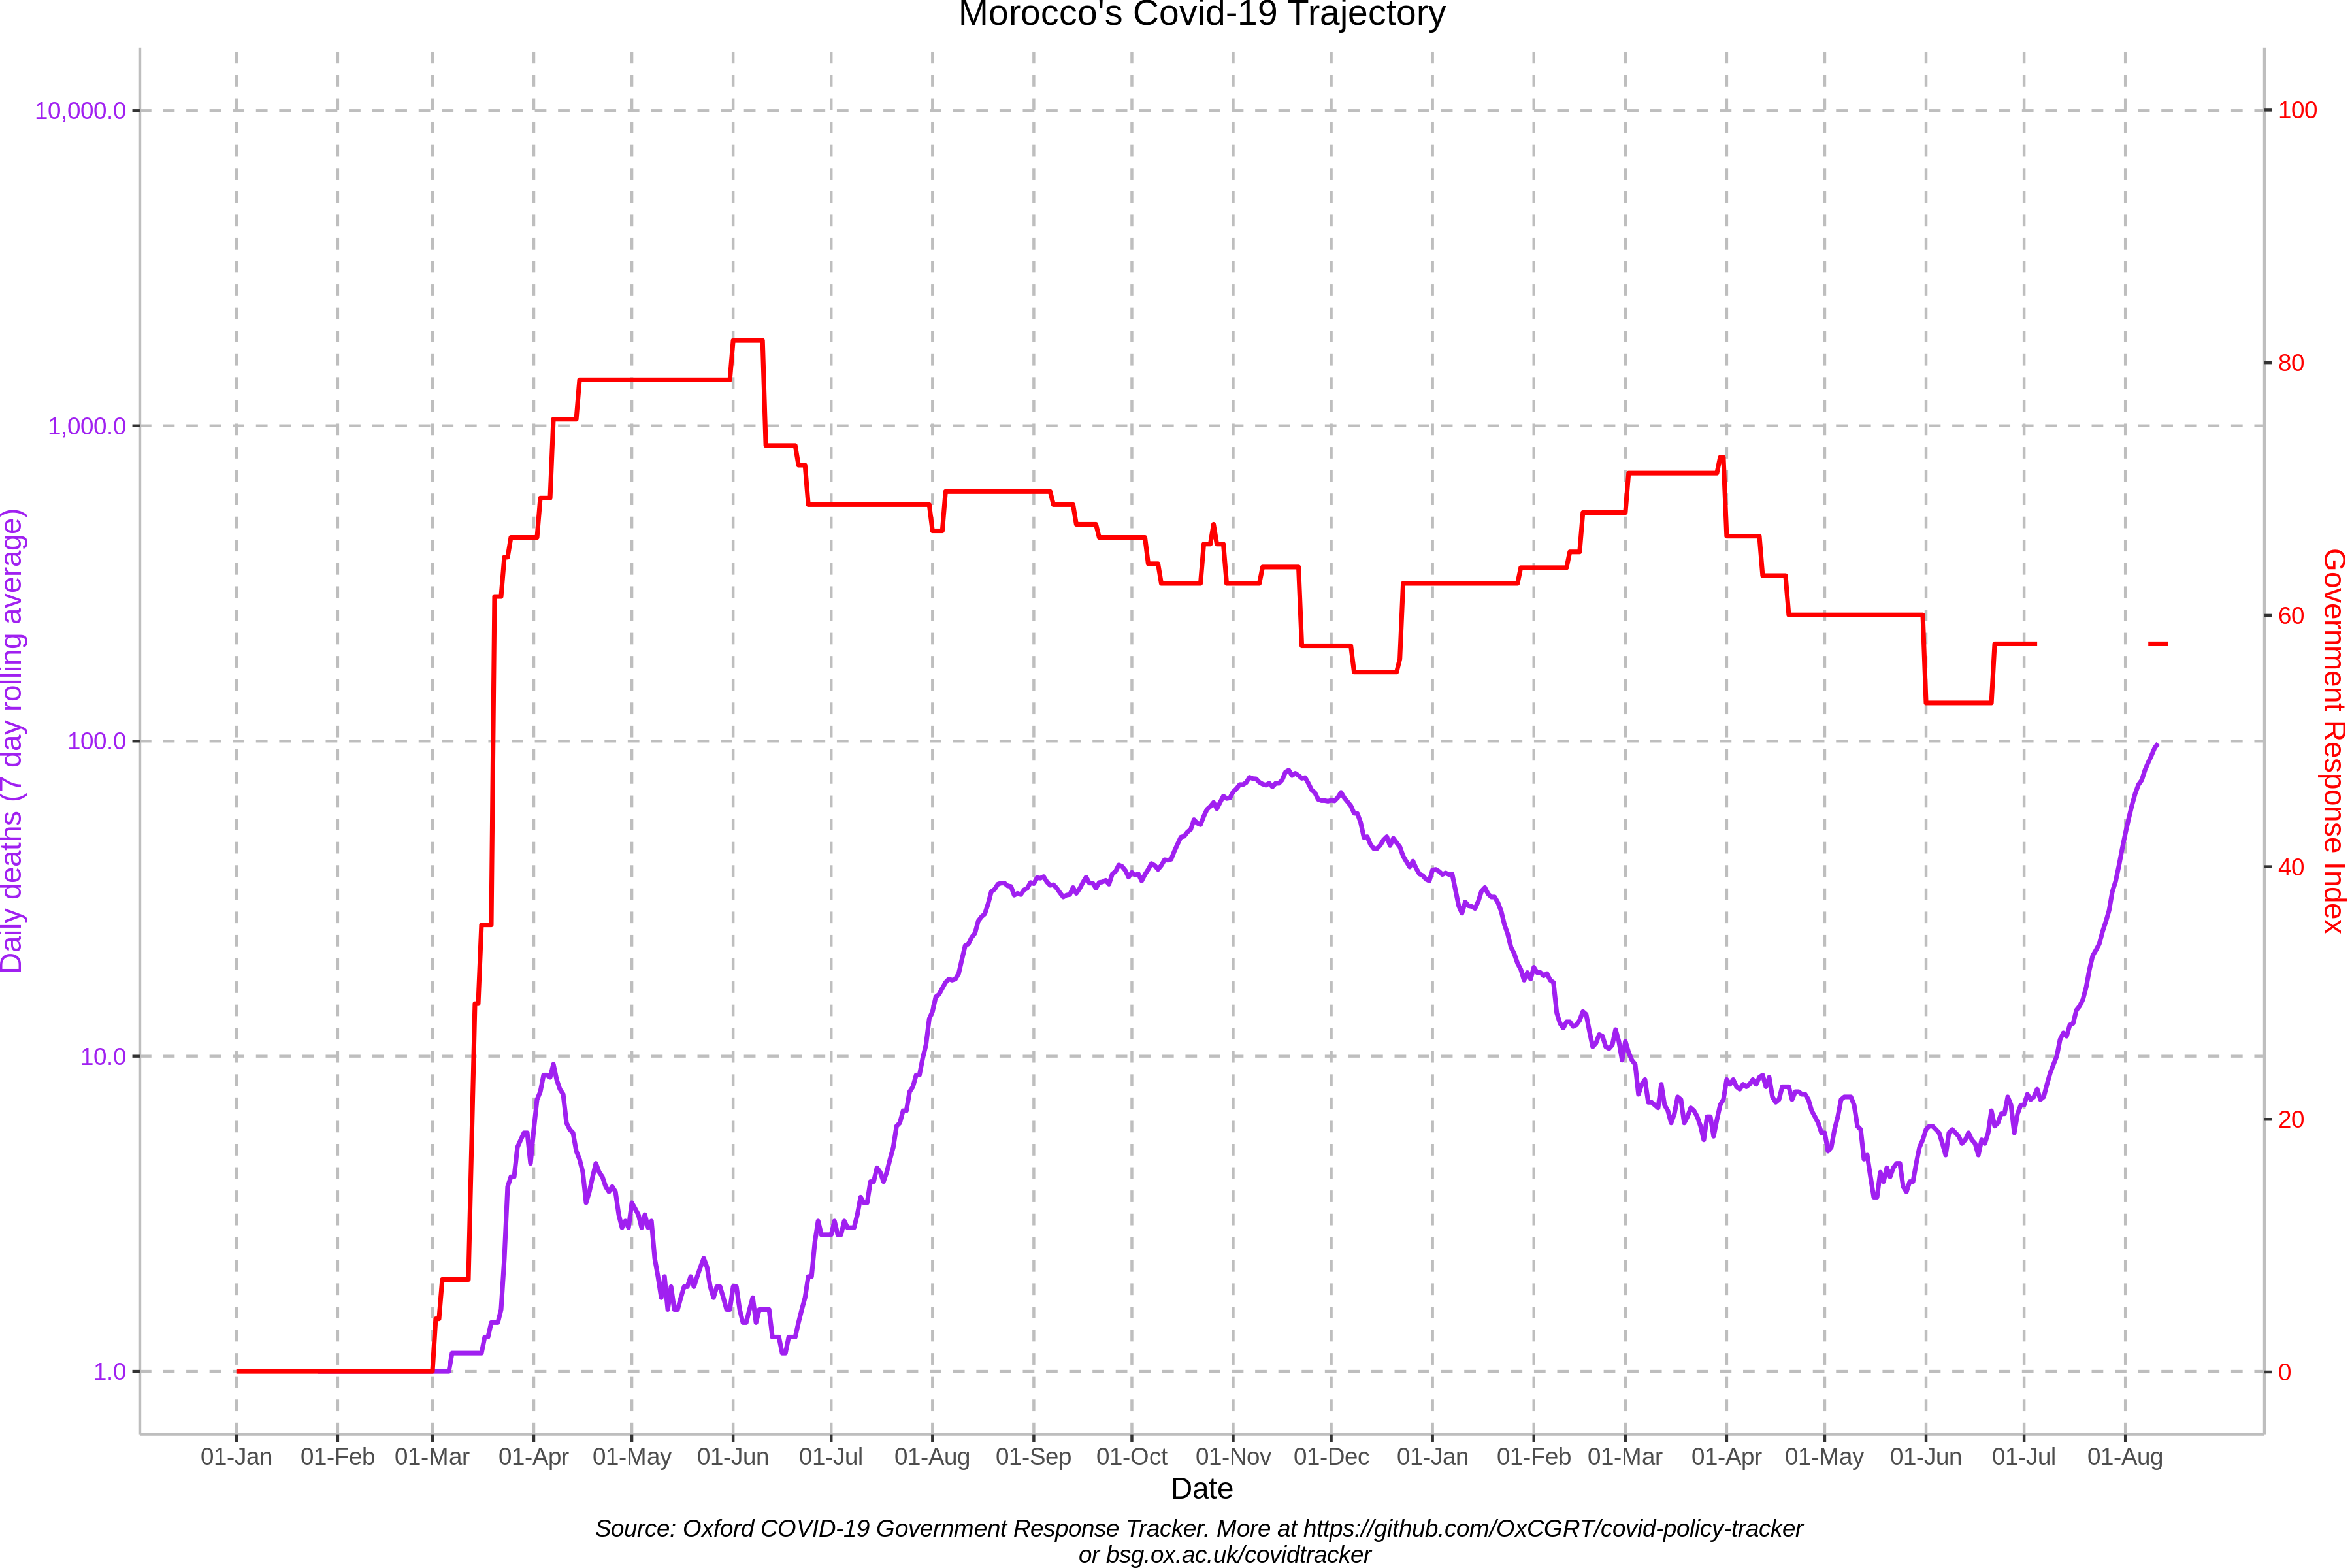 Morocco's Covid-19 Trajectory
10,000.0
1,000.0
100.0
10.0
1.0
Daily deaths (7 day rolling average)
100
80
60
40
20
0
Government Response Index
01-Jan 01-Feb 01-Mar 01-Apr 01-May 01-Jun 01-Jul 01-Aug 01-Sep 01-Oct 01-Nov 01-Dec 01-Jan 01-Feb 01-Mar 01-Apr 01-May 01-Jun 01-Jul 01-Aug
Date
Source: Oxford COVID-19 Government Response Tracker. More at https://github.com/OxCGRT/covid-policy-tracker
or bsg.ox.ac.uk/covidtracker